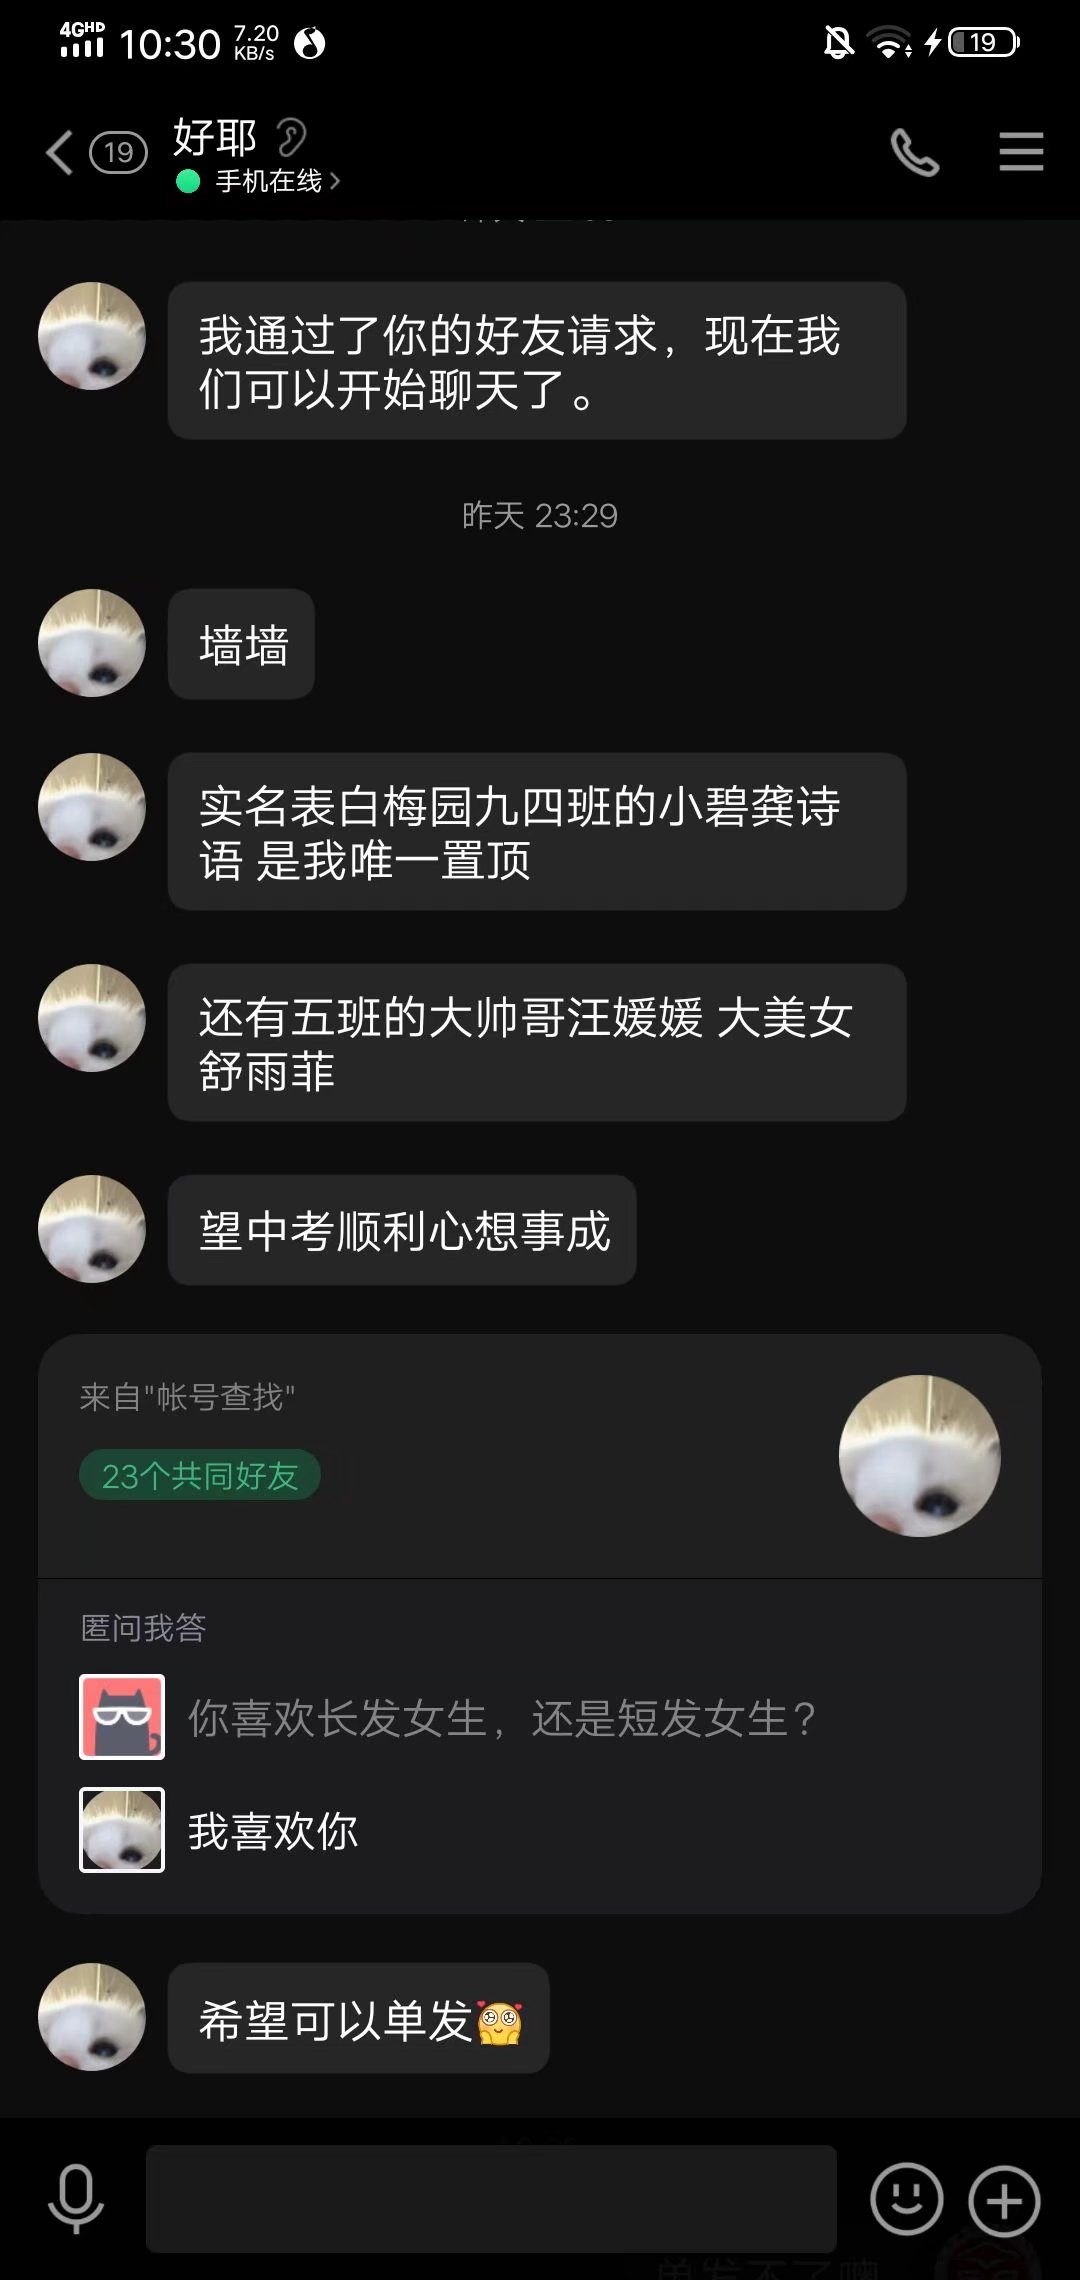 4GHD 10:30 7.20 KB/s 19
19 好耶
手机在线
我通过了你的好友请求，现在我
们可以开始聊天了。
昨天 23:29
墙墙
实名表白梅园九四班的小碧龚诗
语 是我唯一置顶
还有五班的大帅哥汪媛媛 大美女
舒雨菲
望中考顺利心想事成
来自"帐号查找"
23个共同好友
匿问我答
你喜欢长发女生，还是短发女生？
我喜欢你
希望可以单发